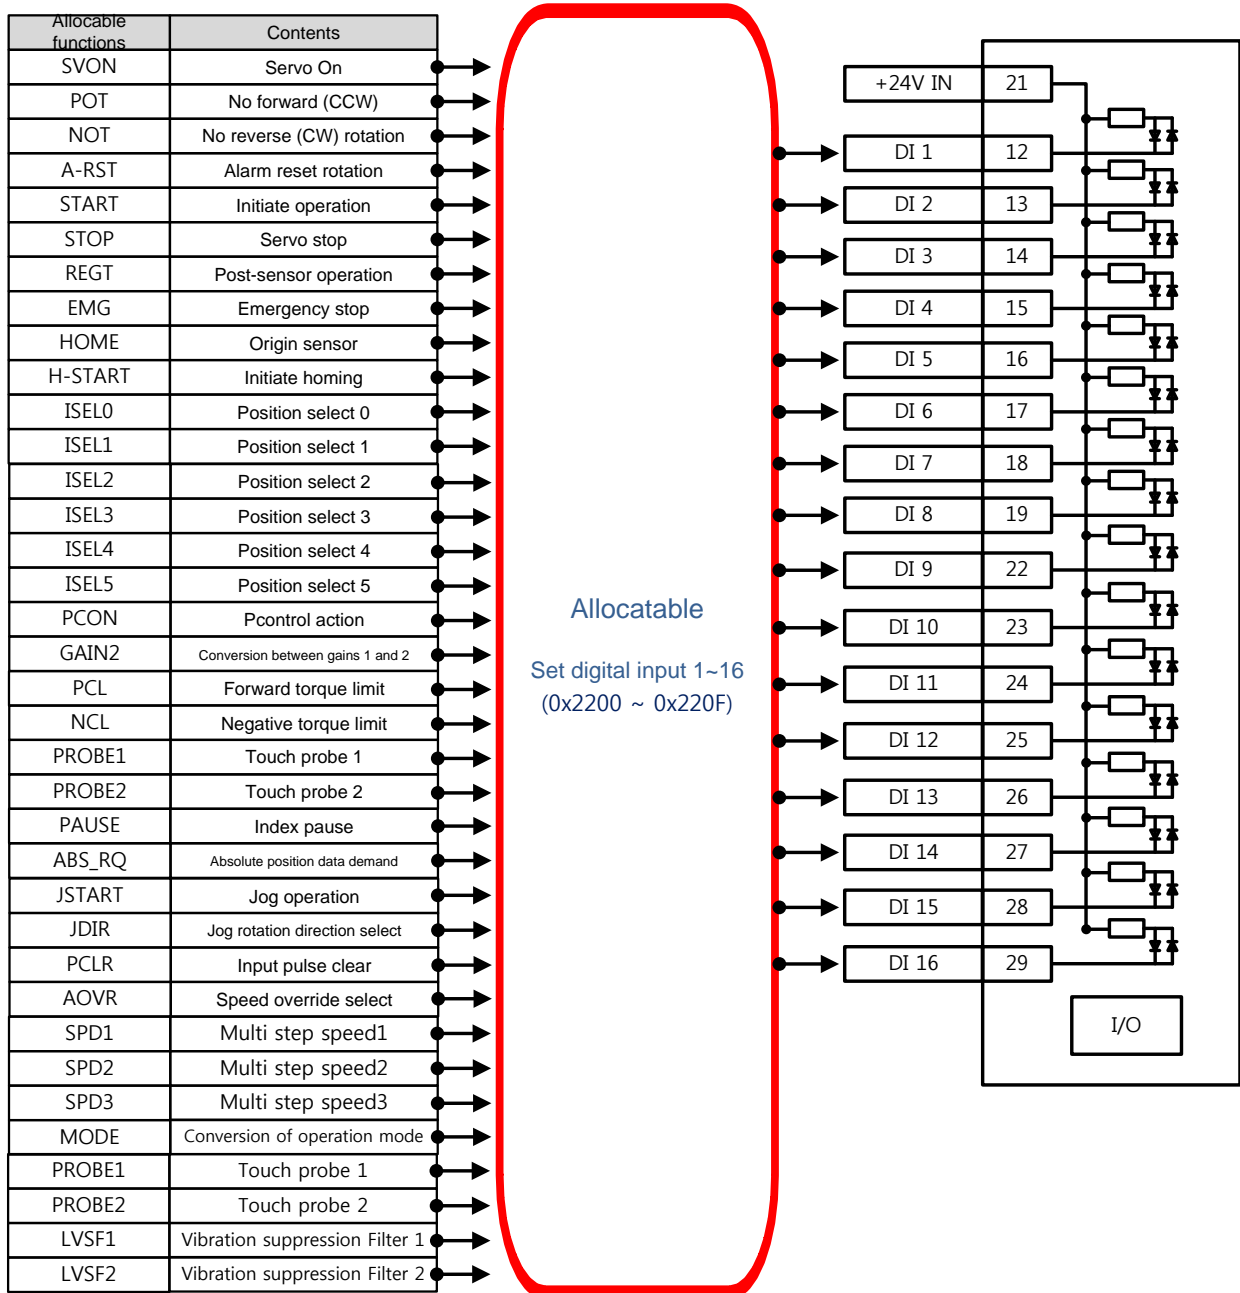 Allocable functions Contents
SVON Servo On
POT No forward (CCW)
NOT No reverse (CW) rotation
A-RST Alarm reset rotation
START Initiate operation
STOP Servo stop
REGT Post-sensor operation
EMG Emergency stop
HOME Origin sensor
H-START Initiate homing
ISEL0 Position select 0
ISEL1 Position select 1
ISEL2 Position select 2
ISEL3 Position select 3
ISEL4 Position select 4
ISEL5 Position select 5
PCON Pcontrol action
GAIN2 Conversion between gains 1 and 2
PCL Forward torque limit
NCL Negative torque limit
PROBE1 Touch probe 1
PROBE2 Touch probe 2
PAUSE Index pause
ABS_RQ Absolute position data demand
JSTART Jog operation
JDIR Jog rotation direction select
PCLR Input pulse clear
AOVR Speed override select
SPD1 Multi step speed1
SPD2 Multi step speed2
SPD3 Multi step speed3
MODE Conversion of operation mode
PROBE1 Touch probe 1
PROBE2 Touch probe 2
LVSF1 Vibration suppression Filter 1
LVSF2 Vibration suppression Filter 2
Allocatable
Set digital input 1~16
(0x2200 ~ 0x220F)
+24V IN 21
DI 1 12
DI 2 13
DI 3 14
DI 4 15
DI 5 16
DI 6 17
DI 7 18
DI 8 19
DI 9 22
DI 10 23
DI 11 24
DI 12 25
DI 13 26
DI 14 27
DI 15 28
DI 16 29
I/O